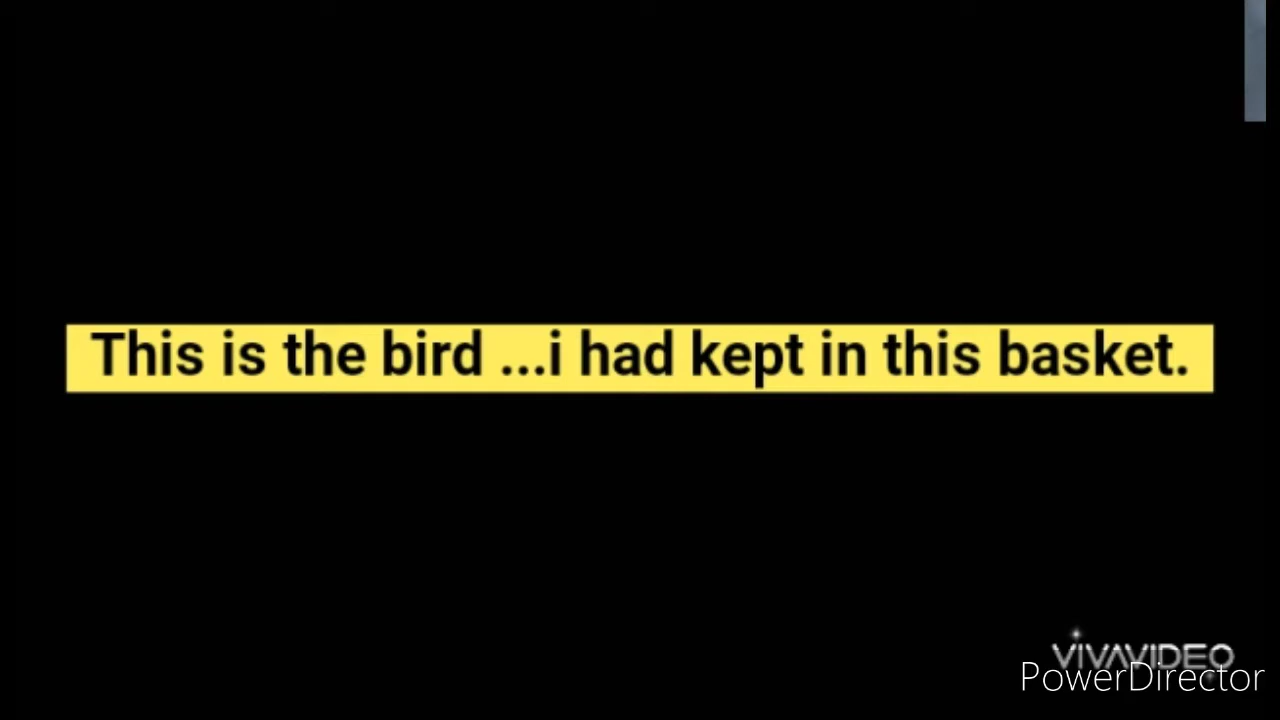 This is the bird ...i had kept in this basket.
VIVAVIDEO
PowerDirector